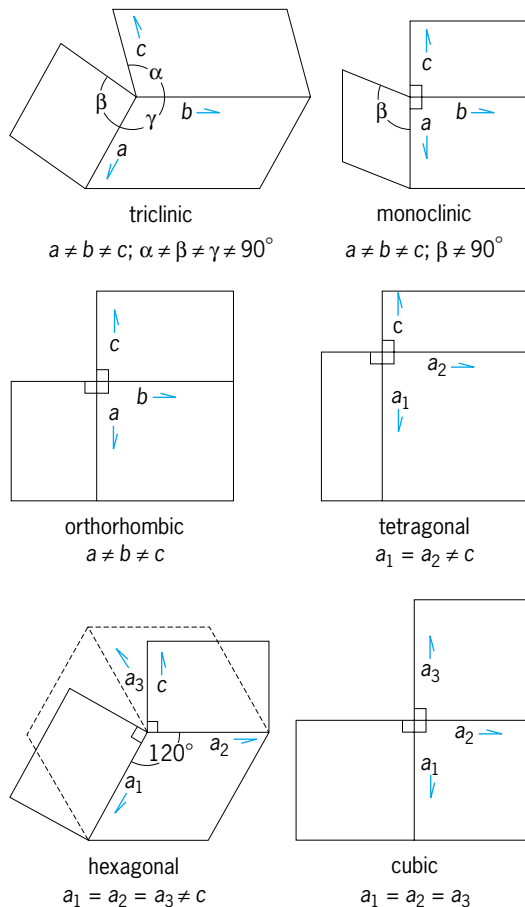 c
α
β
γ
b
a
triclinic
a ≠ b ≠ c; α ≠ β ≠ γ ≠ 90°
c
β
a
b
monoclinic
a ≠ b ≠ c; β ≠ 90°
c
b
a
orthorhombic
a ≠ b ≠ c
c
a₂
a₁
tetragonal
a₁ = a₂ ≠ c
a₃
c
120°
a₂
a₁
hexagonal
a₁ = a₂ = a₃ ≠ c
a₃
a₂
a₁
cubic
a₁ = a₂ = a₃